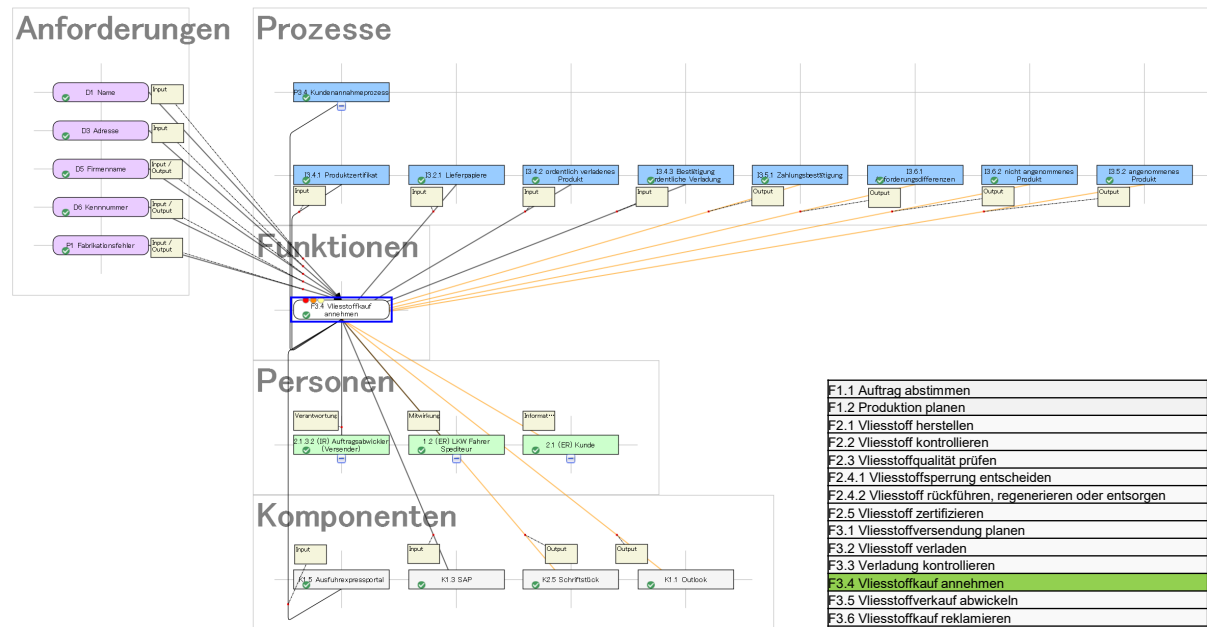 Anforderungen
Prozesse
D1 Name
Input
D3 Adresse
Input
D5 Firmenname
Input /
Output
D6 Kennnummer
Input /
Output
P1 Fabrikationsfehler
Input /
Output
P3.4 Kundenannahmeprozess
I3.4.1 Produktzertifikat
Input
I3.2.1 Lieferpapiere
Input
I3.4.2 ordentlich verladenes
Produkt
Input
I3.4.3 Bestätigung
ordentliche Verladung
Input
I3.5.1 Zahlungsbestätigung
Output
I3.6.1
forderungsdifferenzen
Output
I3.6.2 nicht angenommenes
Produkt
Output
I3.5.2 angenommenes
Produkt
Output
Funktionen
F3.4 Vliesstoffkauf
annehmen
Personen
Verantwortung
2.1.3.2 (IR) Auftragsabwickler
(Versender)
Mitwirkung
1.2 (ER) LKW Fahrer
Spediteur
Informat...
2.1 (ER) Kunde
Komponenten
Input
K1.5 Ausfuhrexpressportal
Input
K1.3 SAP
Output
K2.5 Schriftstück
Output
K1.1 Outlook
F1.1 Auftrag abstimmen
F1.2 Produktion planen
F2.1 Vliesstoff herstellen
F2.2 Vliesstoff kontrollieren
F2.3 Vliesstoffqualität prüfen
F2.4.1 Vliesstoffsperrung entscheiden
F2.4.2 Vliesstoff rückführen, regenerieren oder entsorgen
F2.5 Vliesstoff zertifizieren
F3.1 Vliesstoffversendung planen
F3.2 Vliesstoff verladen
F3.3 Verladung kontrollieren
F3.4 Vliesstoffkauf annehmen
F3.5 Vliesstoffverkauf abwickeln
F3.6 Vliesstoffkauf reklamieren